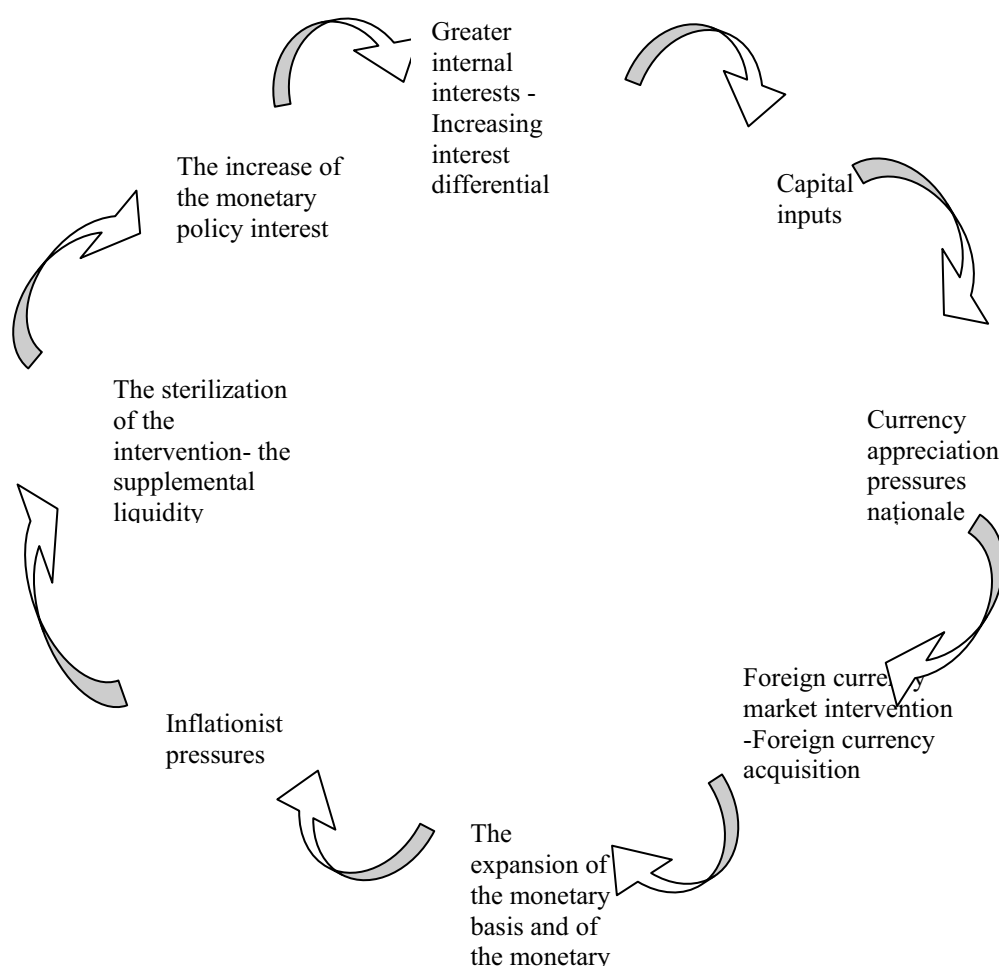 Greater
internal
interests -
Increasing
interest
differential
Capital
inputs
Currency
appreciation
pressures
naționale
Foreign currency
market intervention
-Foreign currency
acquisition
The
expansion of
the monetary
basis and of
the monetary
Inflationist
pressures
The sterilization
of the
intervention- the
supplemental
liquidity
The increase of
the monetary
policy interest